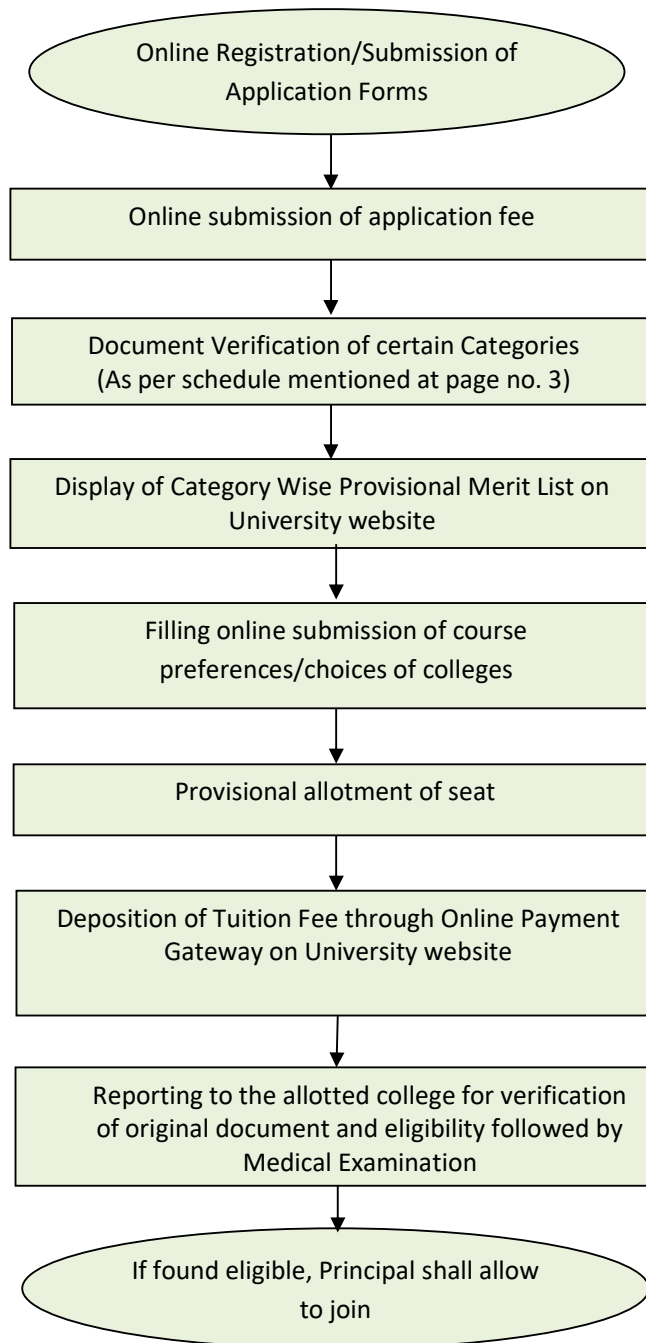 Online Registration/Submission of
Application Forms
Online submission of application fee
Document Verification of certain Categories
(As per schedule mentioned at page no. 3)
Display of Category Wise Provisional Merit List on
University website
Filling online submission of course
preferences/choices of colleges
Provisional allotment of seat
Deposition of Tuition Fee through Online Payment
Gateway on University website
Reporting to the allotted college for verification
of original document and eligibility followed by
Medical Examination
If found eligible, Principal shall allow
to join